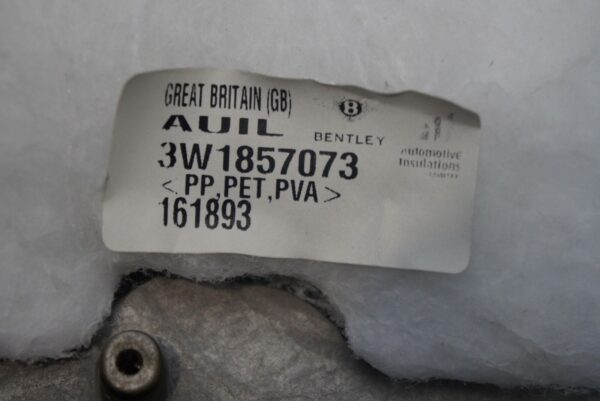 GREAT BRITAIN (GB)
B
AUIL
BENTLEY
3W1857073
Automotive
Insulations
< PP,PET,PVA >
161893